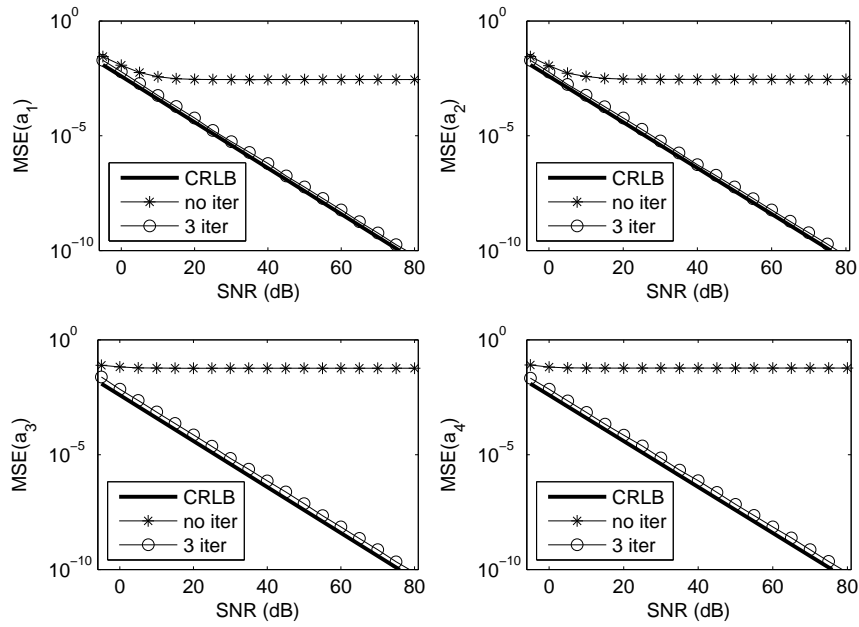 10^0
10^-5
10^-10
MSE(a_1)
CRLB
no iter
3 iter
0 20 40 60 80
SNR (dB)
10^0
10^-5
10^-10
MSE(a_2)
CRLB
no iter
3 iter
0 20 40 60 80
SNR (dB)
10^0
10^-5
10^-10
MSE(a_3)
CRLB
no iter
3 iter
0 20 40 60 80
SNR (dB)
10^0
10^-5
10^-10
MSE(a_4)
CRLB
no iter
3 iter
0 20 40 60 80
SNR (dB)